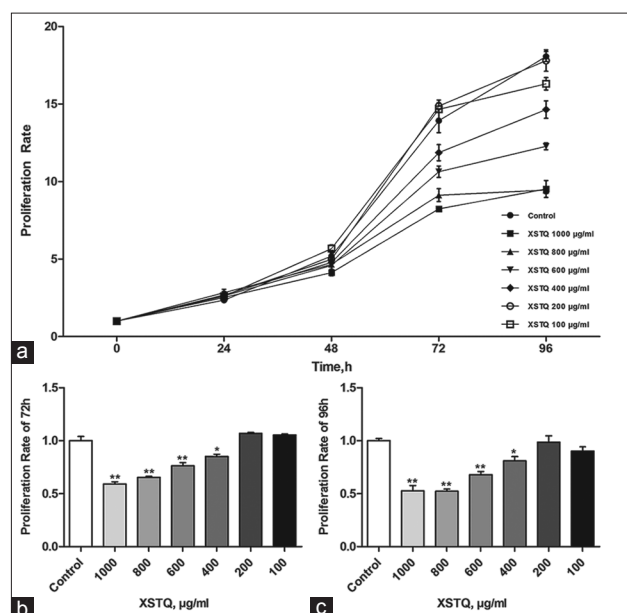 20
15
10
5
0
Proliferation Rate
0 24 48 72 96
Time,h
Control
XSTQ 1000 µg/ml
XSTQ 800 µg/ml
XSTQ 600 µg/ml
XSTQ 400 µg/ml
XSTQ 200 µg/ml
XSTQ 100 µg/ml
a
Proliferation Rate of 72h
1.5
1.0
0.5
0.0
** ** ** *
Control 1000 800 600 400 200 100
XSTQ, µg/ml
b
Proliferation Rate of 96h
1.5
1.0
0.5
0.0
** ** ** *
Control 1000 800 600 400 200 100
XSTQ, µg/ml
c